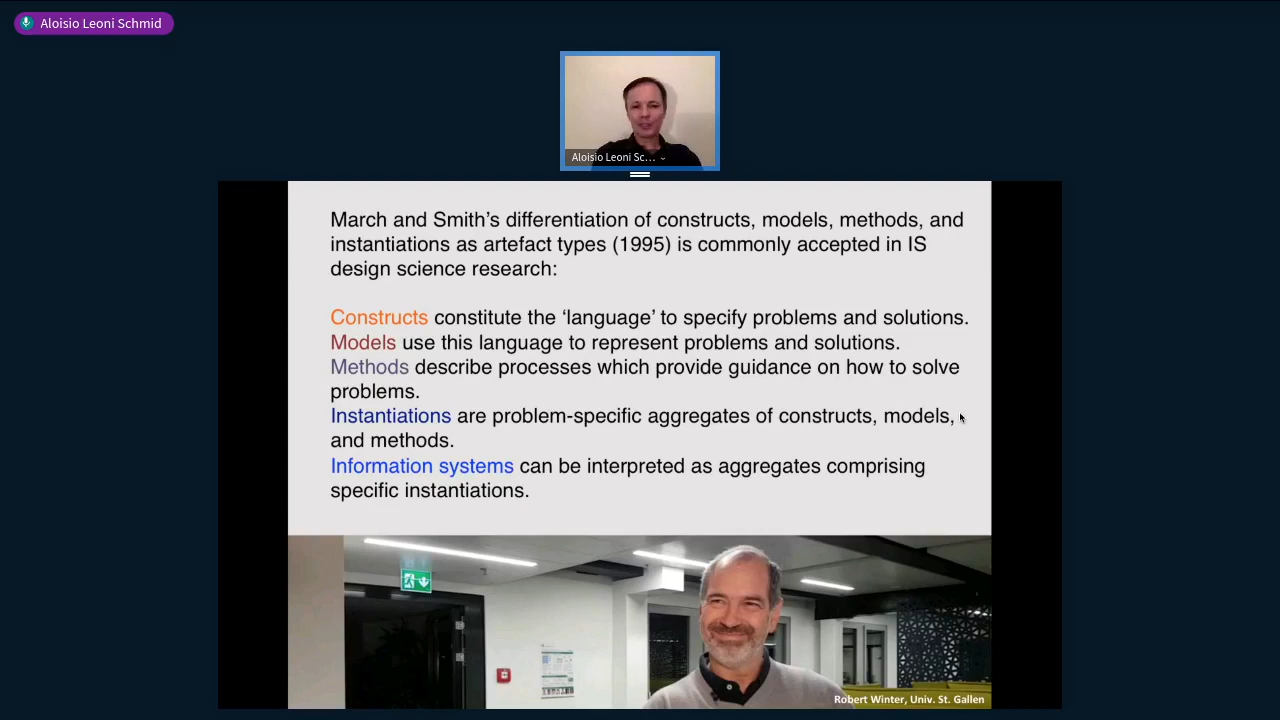 Aloisio Leoni Schmid
Aloisio Leoni Sc...
March and Smith’s differentiation of constructs, models, methods, and
instantiations as artefact types (1995) is commonly accepted in IS
design science research:
Constructs constitute the ‘language’ to specify problems and solutions.
Models use this language to represent problems and solutions.
Methods describe processes which provide guidance on how to solve
problems.
Instantiations are problem-specific aggregates of constructs, models,
and methods.
Information systems can be interpreted as aggregates comprising
specific instantiations.
Robert Winter, Univ. St. Gallen